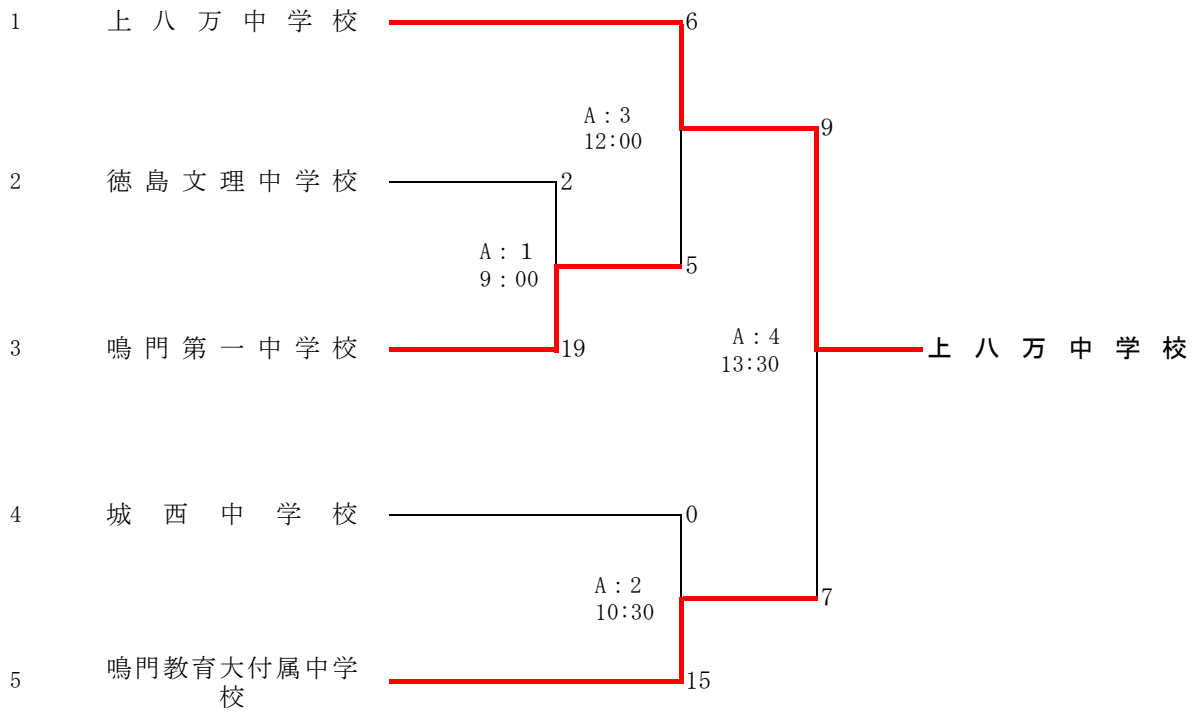 1 上八万中学校 6
A:3
12:00
9
2 徳島文理中学校 2
A: 1
9:00
5
3 鳴門第一中学校 19
A:4
13:30
上八万中学校
4 城西中学校 0
A:2
10:30
7
5 鳴門教育大付属中学
校
15